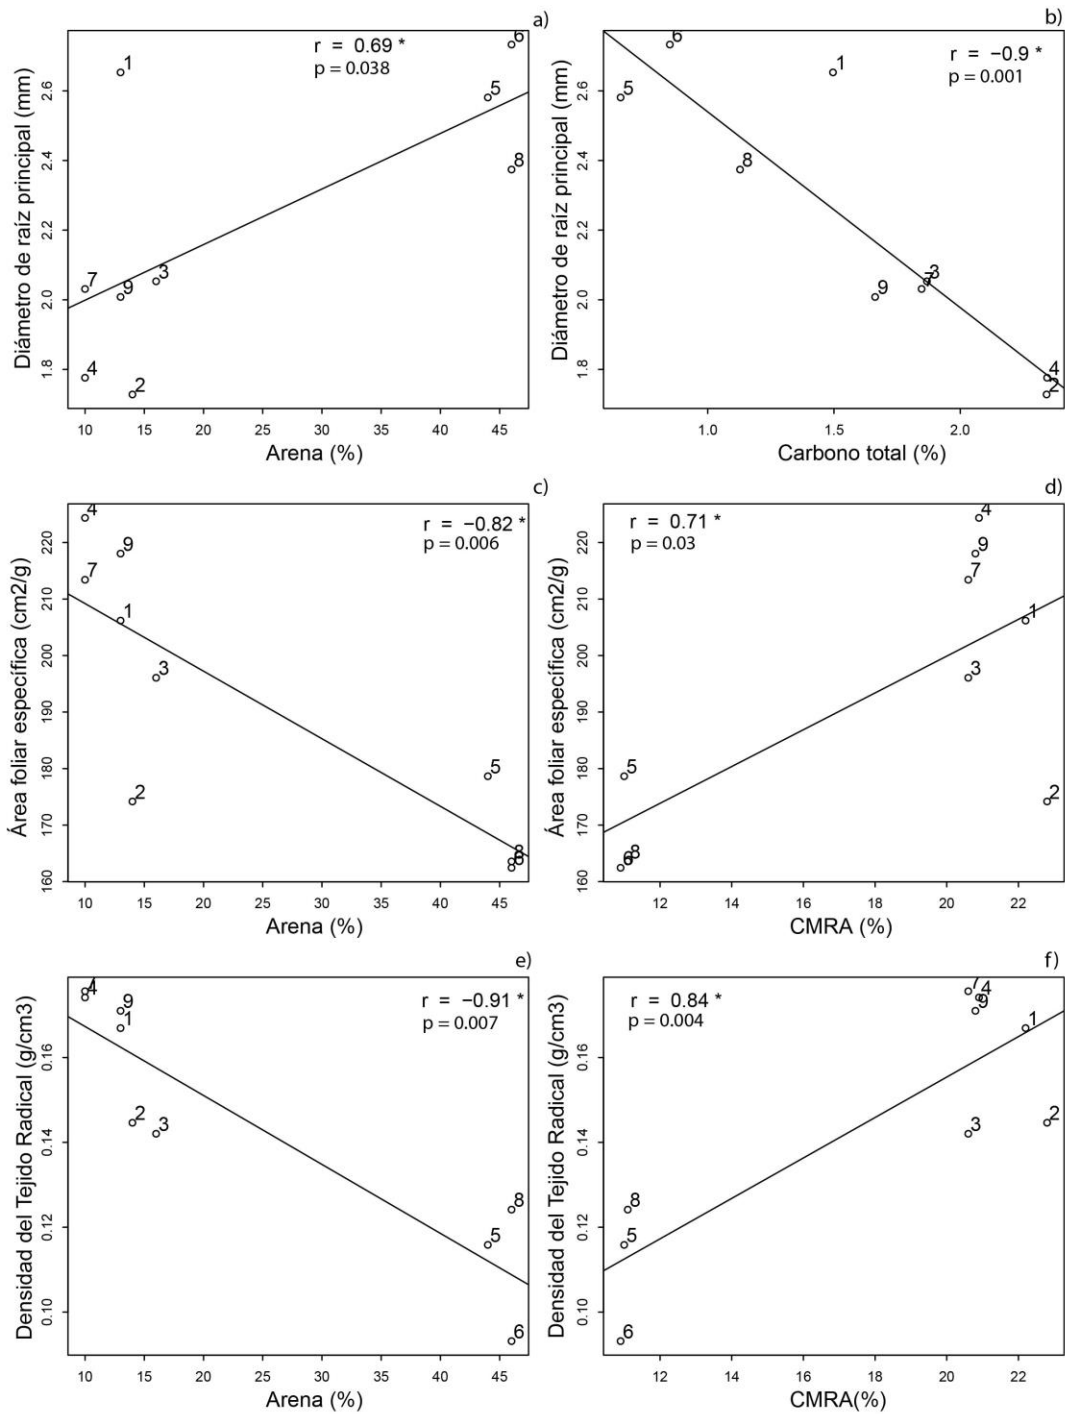 a)
r = 0.69 *
p = 0.038
1
2
3
4
5
6
7
8
9
1.8
2.0
2.2
2.4
2.6
10 15 20 25 30 35 40 45
Arena (%)
Diámetro de raíz principal (mm)
b)
r = −0.9 *
p = 0.001
1
2
3
4
5
6
7
8
9
1.8
2.0
2.2
2.4
2.6
1.0 1.5 2.0
Carbono total (%)
Diámetro de raíz principal (mm)
c)
r = −0.82 *
p = 0.006
1
2
3
4
5
6
7
8
9
160
170
180
190
200
210
220
10 15 20 25 30 35 40 45
Arena (%)
Área foliar específica (cm2/g)
d)
r = 0.71 *
p = 0.03
1
2
3
4
5
6
7
8
9
160
170
180
190
200
210
220
12 14 16 18 20 22
CMRA (%)
Área foliar específica (cm2/g)
e)
r = −0.91 *
p = 0.007
1
2
3
4
5
6
8
9
0.10
0.12
0.14
0.16
10 15 20 25 30 35 40 45
Arena (%)
Densidad del Tejido Radical (g/cm3)
f)
r = 0.84 *
p = 0.004
1
2
3
4
5
6
7
8
9
0.10
0.12
0.14
0.16
12 14 16 18 20 22
CMRA(%)
Densidad del Tejido Radical (g/cm3)